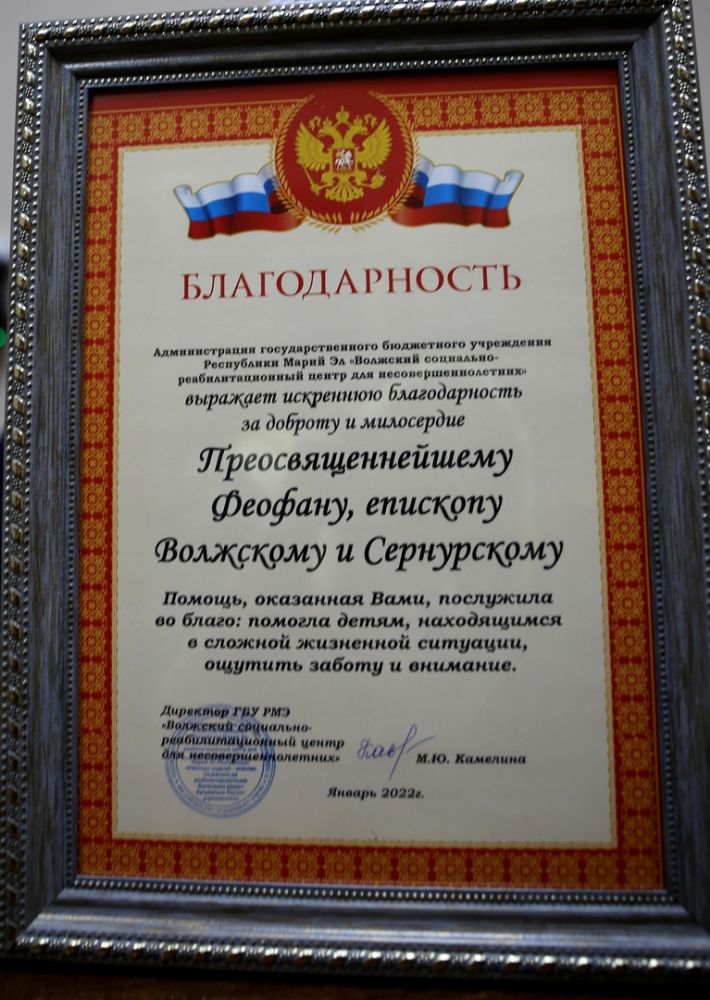 БЛАГОДАРНОСТЬ
Администрация государственного бюджетного учреждения
Республики Марий Эл «Волжский социально-
реабилитационный центр для несовершеннолетних»
выражает искреннюю благодарность
за доброту и милосердие
Преосвященнейшему
Феофану, епископу
Волжскому и Сернурскому
Помощь, оказанная Вами, послужила
во благо: помогла детям, находящимся
в сложной жизненной ситуации,
ощутить заботу и внимание.
Директор ГБУ РМЭ
«Волжский социально-
реабилитационный центр
для несовершеннолетних»
М.Ю. Камелина
Январь 2022г.